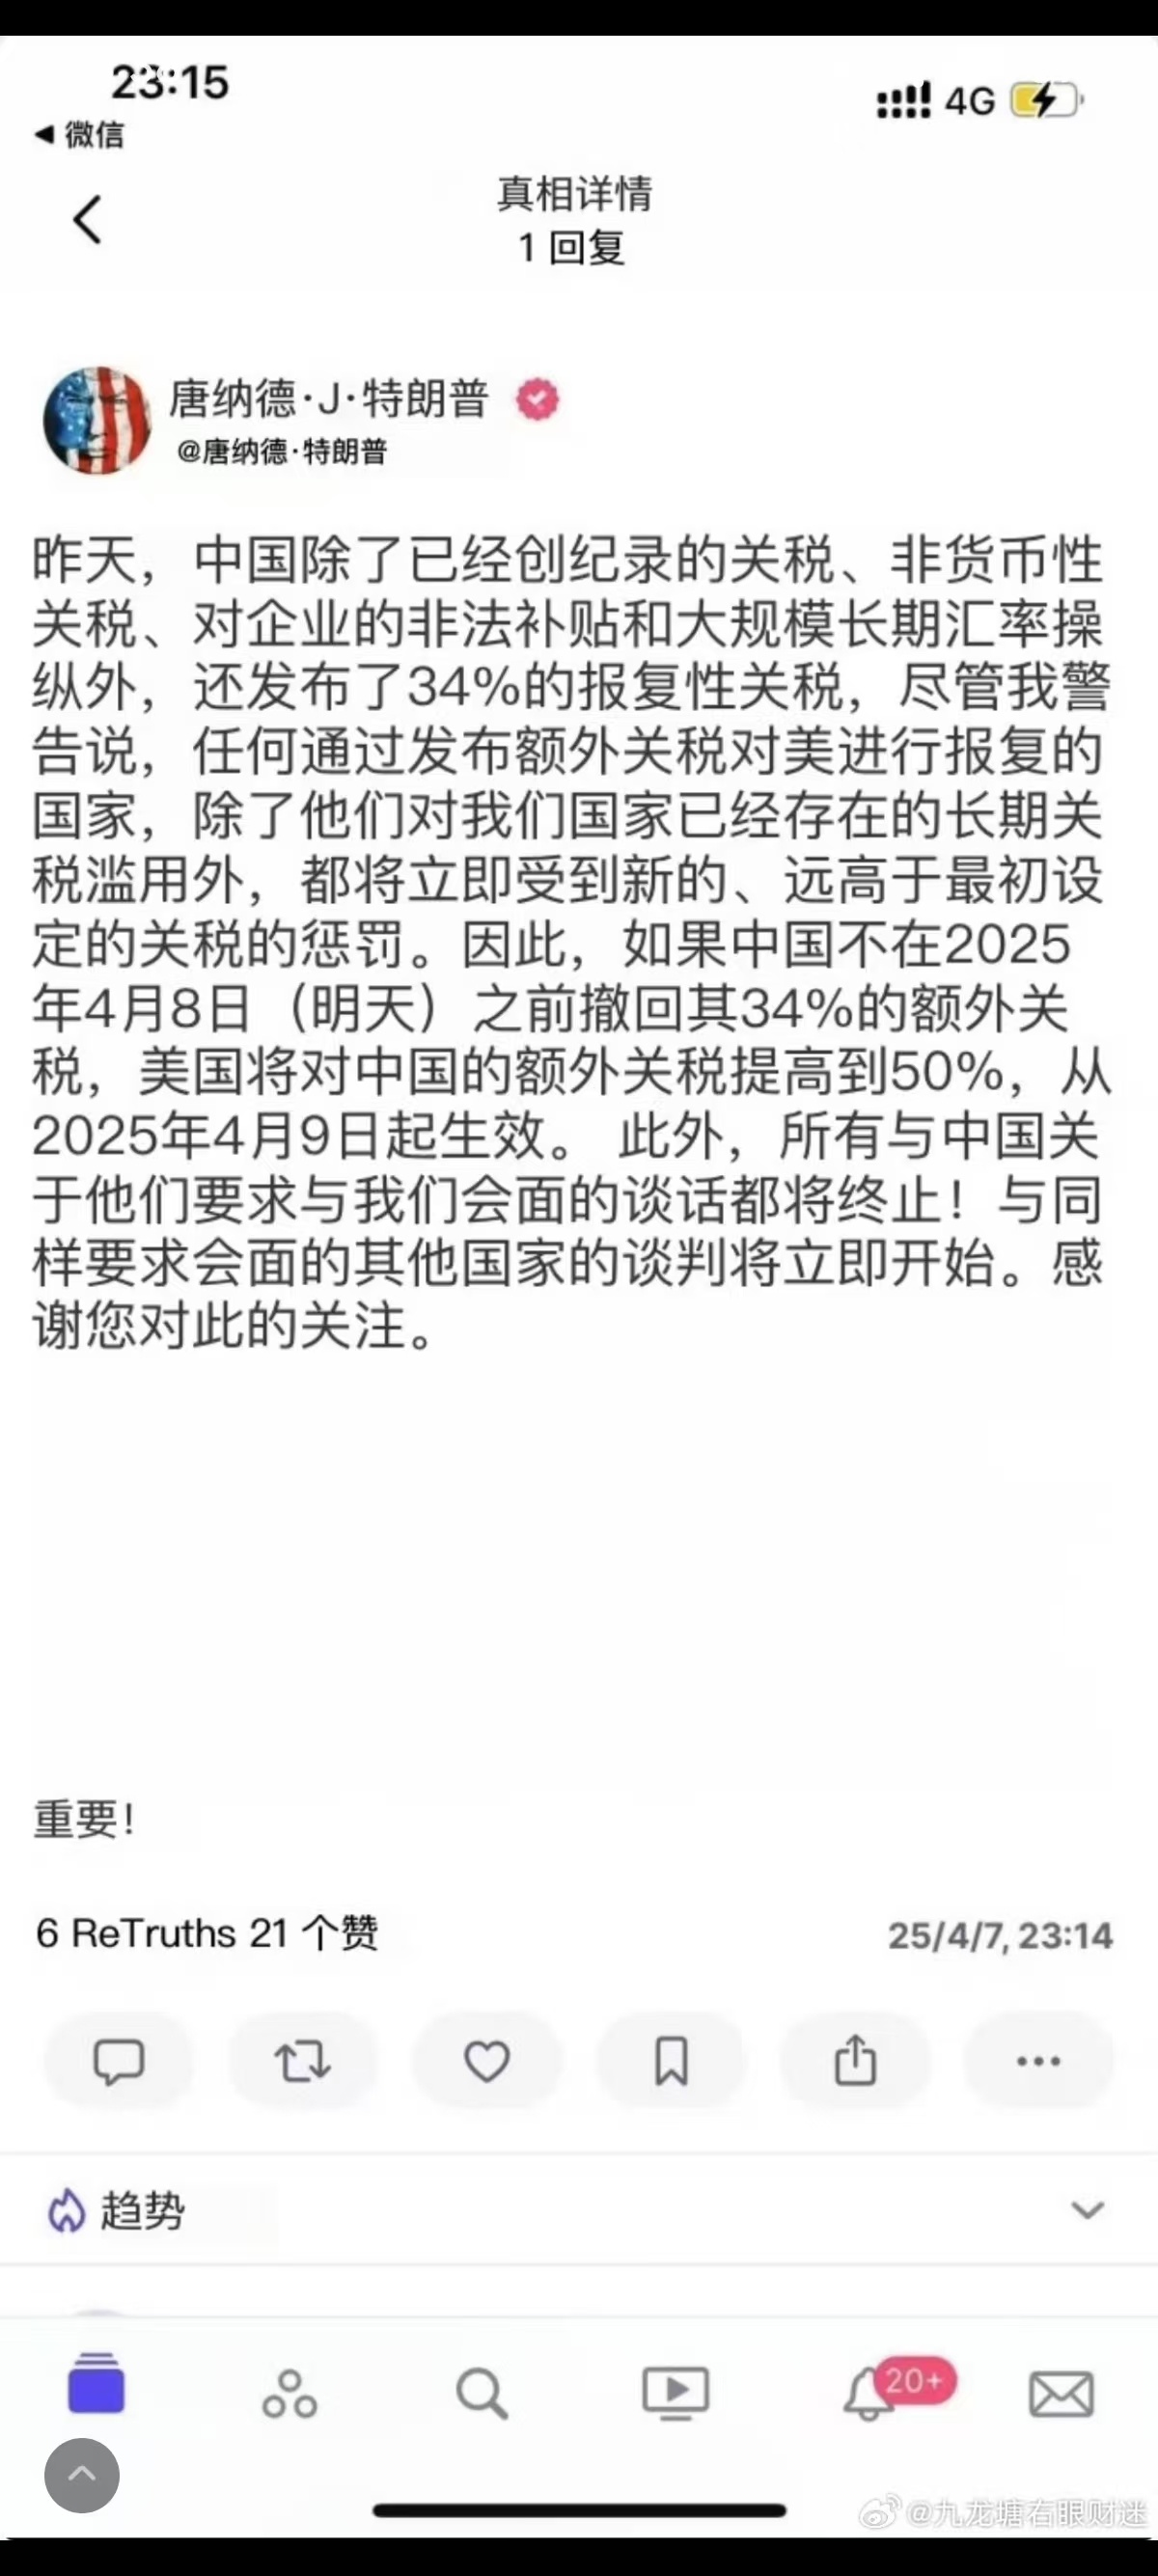 23:15
4G
微信
真相详情
1 回复
唐纳德·J·特朗普
@唐纳德·特朗普
昨天，中国除了已经创纪录的关税、非货币性
关税、对企业的非法补贴和大规模长期汇率操
纵外，还发布了34%的报复性关税，尽管我警
告说，任何通过发布额外关税对美进行报复的
国家，除了他们对我们国家已经存在的长期关
税滥用外，都将立即受到新的、远高于最初设
定的关税的惩罚。因此，如果中国不在2025
年4月8日（明天）之前撤回其34%的额外关
税，美国将对中国的额外关税提高到50%，从
2025年4月9日起生效。 此外，所有与中国关
于他们要求与我们会面的谈话都将终止！与同
样要求会面的其他国家的谈判将立即开始。感
谢您对此的关注。
重要！
6 ReTruths 21 个赞
25/4/7, 23:14
趋势
20+
@九龙塘右眼财迷